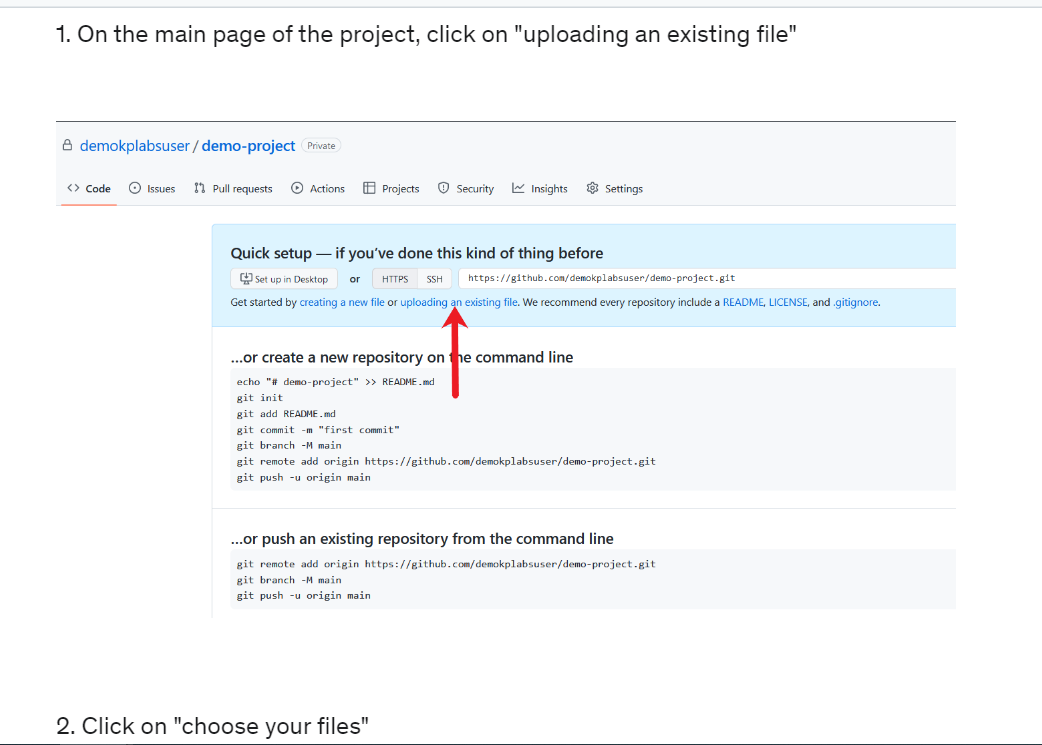 1. On the main page of the project, click on "uploading an existing file"
demokplabsuser / demo-project Private
Code Issues Pull requests Actions Projects Security Insights Settings
Quick setup — if you've done this kind of thing before
Set up in Desktop or HTTPS SSH https://github.com/demokplabsuser/demo-project.git
Get started by creating a new file or uploading an existing file. We recommend every repository include a README, LICENSE, and .gitignore.
...or create a new repository on the command line
echo "# demo-project" >> README.md
git init
git add README.md
git commit -m "first commit"
git branch -M main
git remote add origin https://github.com/demokplabsuser/demo-project.git
git push -u origin main
...or push an existing repository from the command line
git remote add origin https://github.com/demokplabsuser/demo-project.git
git branch -M main
git push -u origin main
2. Click on "choose your files"